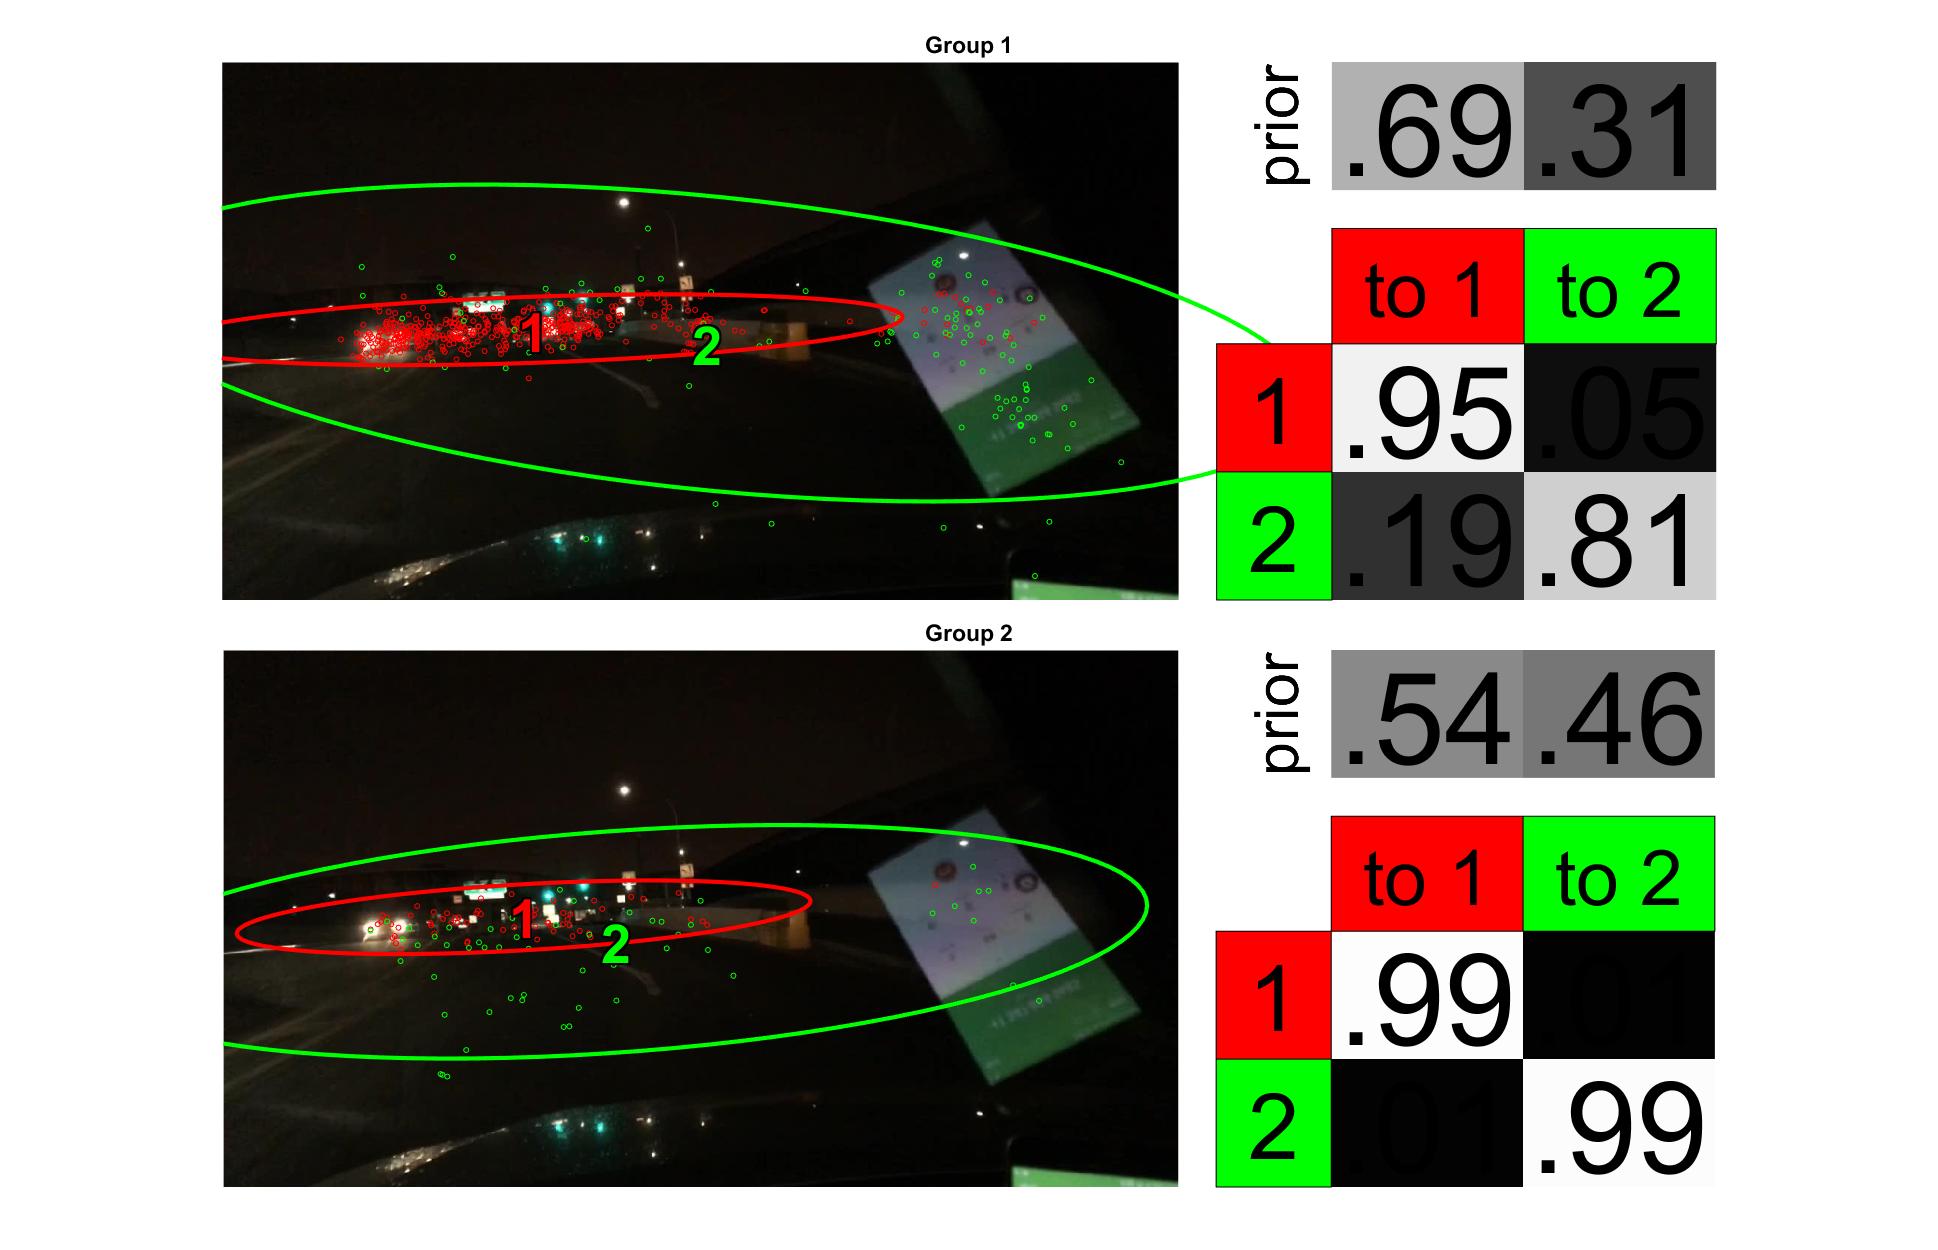 Group 1
prior
.69 .31
to 1 to 2
1 .95 .05
2 .19 .81
1
2
Group 2
prior
.54 .46
to 1 to 2
1 .99 .01
2 .01 .99
1
2